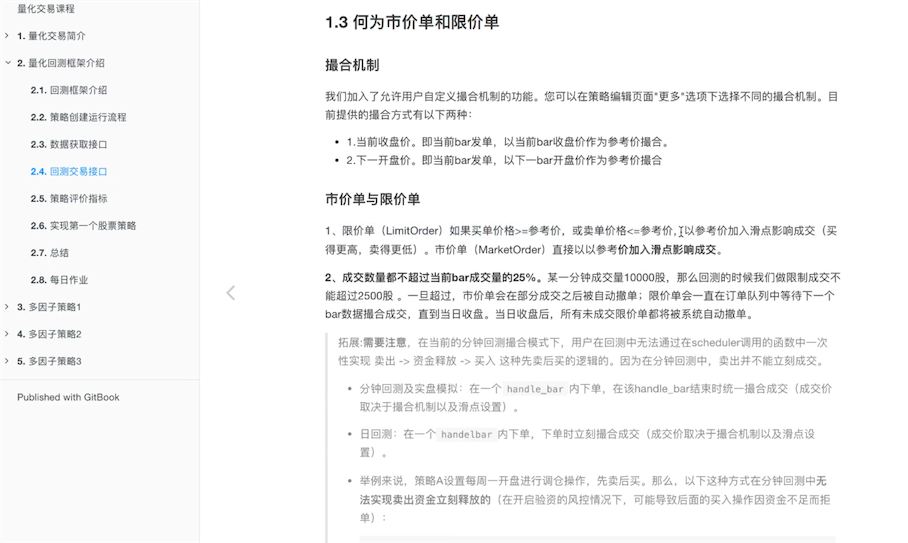 量化交易课程
1. 量化交易简介
2. 量化回测框架介绍
2.1. 回测框架介绍
2.2. 策略创建运行流程
2.3. 数据获取接口
2.4. 回测交易接口
2.5. 策略评价指标
2.6. 实现第一个股票策略
2.7. 总结
2.8. 每日作业
3. 多因子策略1
4. 多因子策略2
5. 多因子策略3
Published with GitBook
1.3 何为市价单和限价单
撮合机制
我们加入了允许用户自定义撮合机制的功能。您可以在策略编辑页面"更多"选项下选择不同的撮合机制。目
前提供的撮合方式有以下两种：
• 1.当前收盘价。即当前bar发单，以当前bar收盘价作为参考价撮合。
• 2.下一开盘价。即当前bar发单，以下一bar开盘价作为参考价撮合
市价单与限价单
1、限价单（LimitOrder）如果买单价格>=参考价，或卖单价格<=参考价，以参考价加入滑点影响成交（买
得更高，卖得更低）。市价单（MarketOrder）直接以以参考价加入滑点影响成交。
2、成交数量都不超过当前bar成交量的25%。某一分钟成交量10000股，那么回测的时候我们做限制成交不
能超过2500股 。一旦超过，市价单会在部分成交之后被自动撤单；限价单会一直在订单队列中等待下一个
bar数据撮合成交，直到当日收盘。当日收盘后，所有未成交限价单都将被系统自动撤单。
拓展:需要注意，在当前的分钟回测撮合模式下，用户在回测中无法通过在scheduler调用的函数中一次
性实现 卖出 -> 资金释放 -> 买入 这种先卖后买的逻辑的。因为在分钟回测中，卖出并不能立刻成交。
• 分钟回测及实盘模拟：在一个 handle_bar 内下单，在该handle_bar结束时统一撮合成交（成交价
取决于撮合机制以及滑点设置）。
• 日回测：在一个 handelbar 内下单，下单时立刻撮合成交（成交价取决于撮合机制以及滑点设
置）。
• 举例来说，策略A设置每周一开盘进行调仓操作，先卖后买。那么，以下这种方式在分钟回测中无
法实现卖出资金立刻释放的（在开启验资的风控情况下，可能导致后面的买入操作因资金不足而拒
单）：